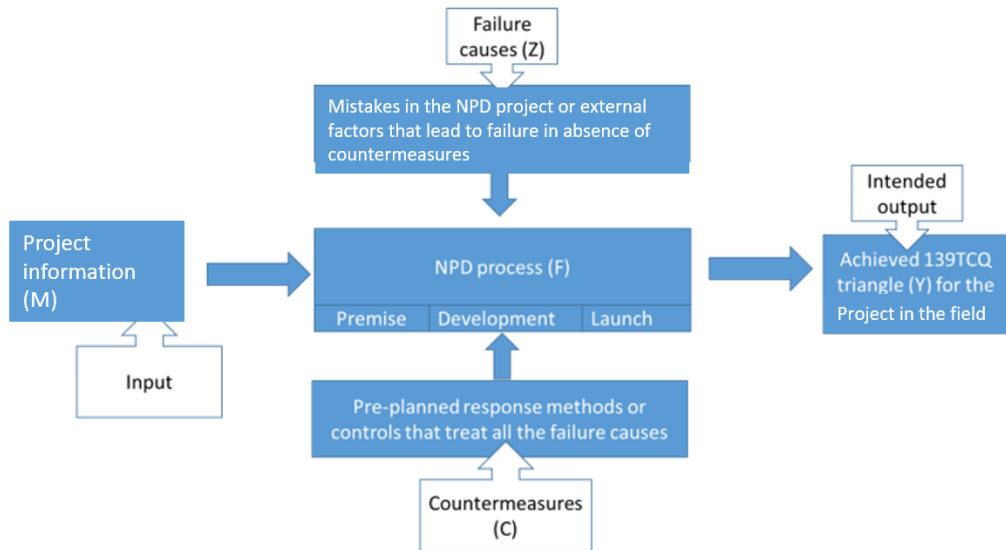 Failure
causes (Z)
Mistakes in the NPD project or external
factors that lead to failure in absence of
countermeasures
Project
information
(M)
Input
NPD process (F)
Premise
Development
Launch
Intended
output
Achieved 139TCQ
triangle (Y) for the
Project in the field
Pre-planned response methods or
controls that treat all the failure causes
Countermeasures
(C)